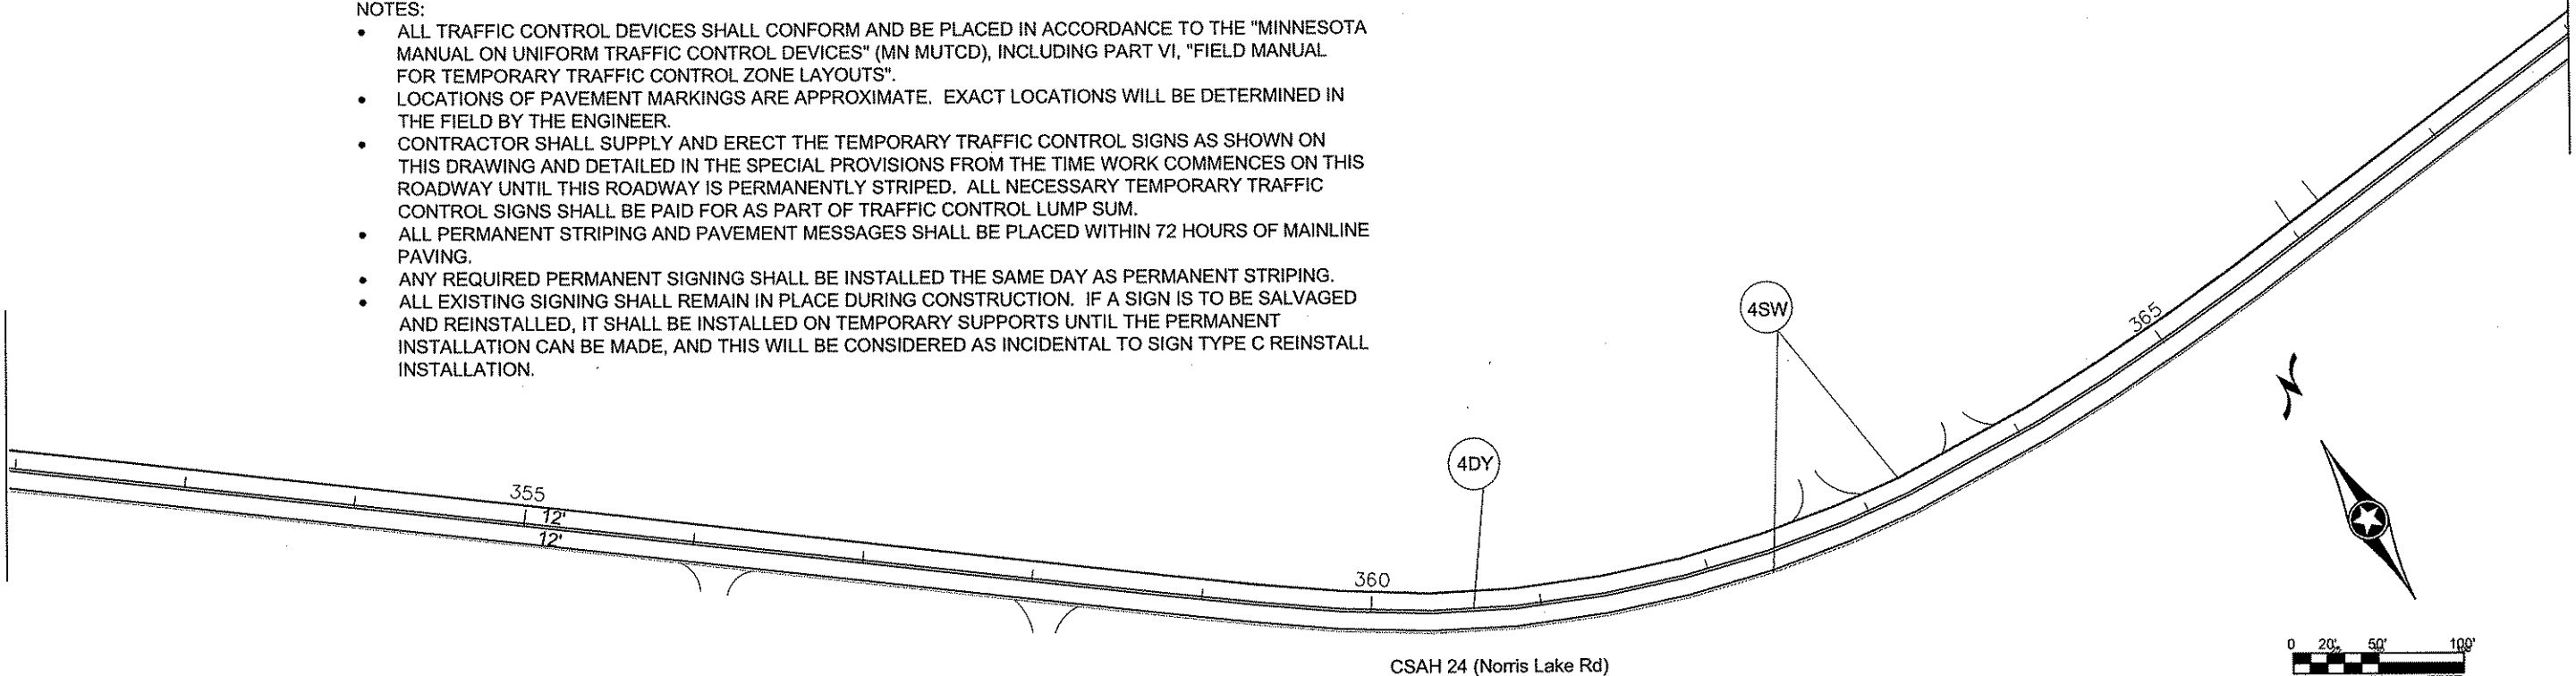 NOTES:
• ALL TRAFFIC CONTROL DEVICES SHALL CONFORM AND BE PLACED IN ACCORDANCE TO THE "MINNESOTA
MANUAL ON UNIFORM TRAFFIC CONTROL DEVICES" (MN MUTCD), INCLUDING PART VI, "FIELD MANUAL
FOR TEMPORARY TRAFFIC CONTROL ZONE LAYOUTS".
• LOCATIONS OF PAVEMENT MARKINGS ARE APPROXIMATE. EXACT LOCATIONS WILL BE DETERMINED IN
THE FIELD BY THE ENGINEER.
• CONTRACTOR SHALL SUPPLY AND ERECT THE TEMPORARY TRAFFIC CONTROL SIGNS AS SHOWN ON
THIS DRAWING AND DETAILED IN THE SPECIAL PROVISIONS FROM THE TIME WORK COMMENCES ON THIS
ROADWAY UNTIL THIS ROADWAY IS PERMANENTLY STRIPED. ALL NECESSARY TEMPORARY TRAFFIC
CONTROL SIGNS SHALL BE PAID FOR AS PART OF TRAFFIC CONTROL LUMP SUM.
• ALL PERMANENT STRIPING AND PAVEMENT MESSAGES SHALL BE PLACED WITHIN 72 HOURS OF MAINLINE
PAVING.
• ANY REQUIRED PERMANENT SIGNING SHALL BE INSTALLED THE SAME DAY AS PERMANENT STRIPING.
• ALL EXISTING SIGNING SHALL REMAIN IN PLACE DURING CONSTRUCTION. IF A SIGN IS TO BE SALVAGED
AND REINSTALLED, IT SHALL BE INSTALLED ON TEMPORARY SUPPORTS UNTIL THE PERMANENT
INSTALLATION CAN BE MADE, AND THIS WILL BE CONSIDERED AS INCIDENTAL TO SIGN TYPE C REINSTALL
INSTALLATION.
4SW
365
4DY
355
12'
12'
360
N
CSAH 24 (Norris Lake Rd)
0 20' 50' 100'